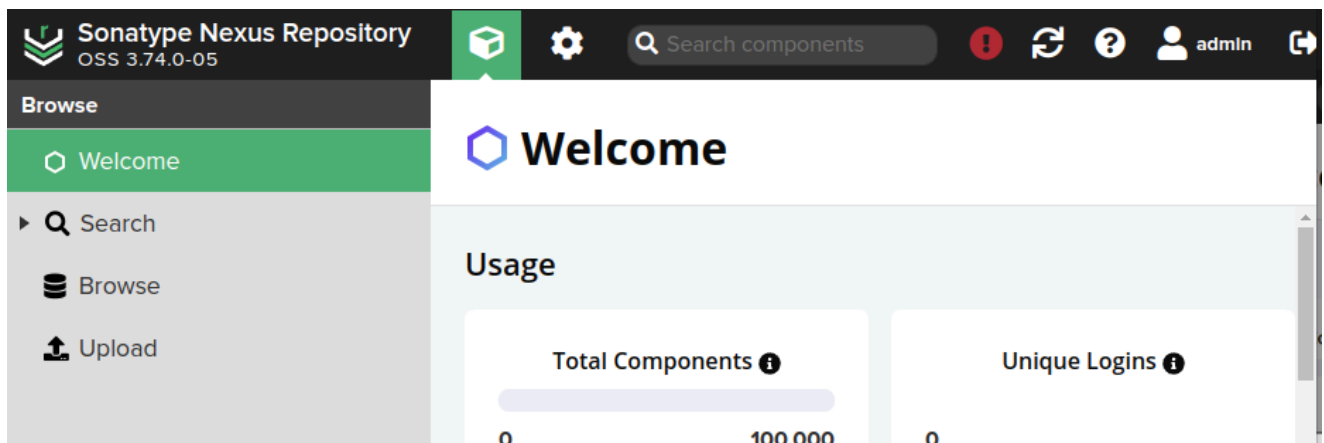 Sonatype Nexus Repository
OSS 3.74.0-05
Search components
admin
Browse
Welcome
Welcome
Search
Usage
Browse
Upload
Total Components
Unique Logins
0 100,000 0